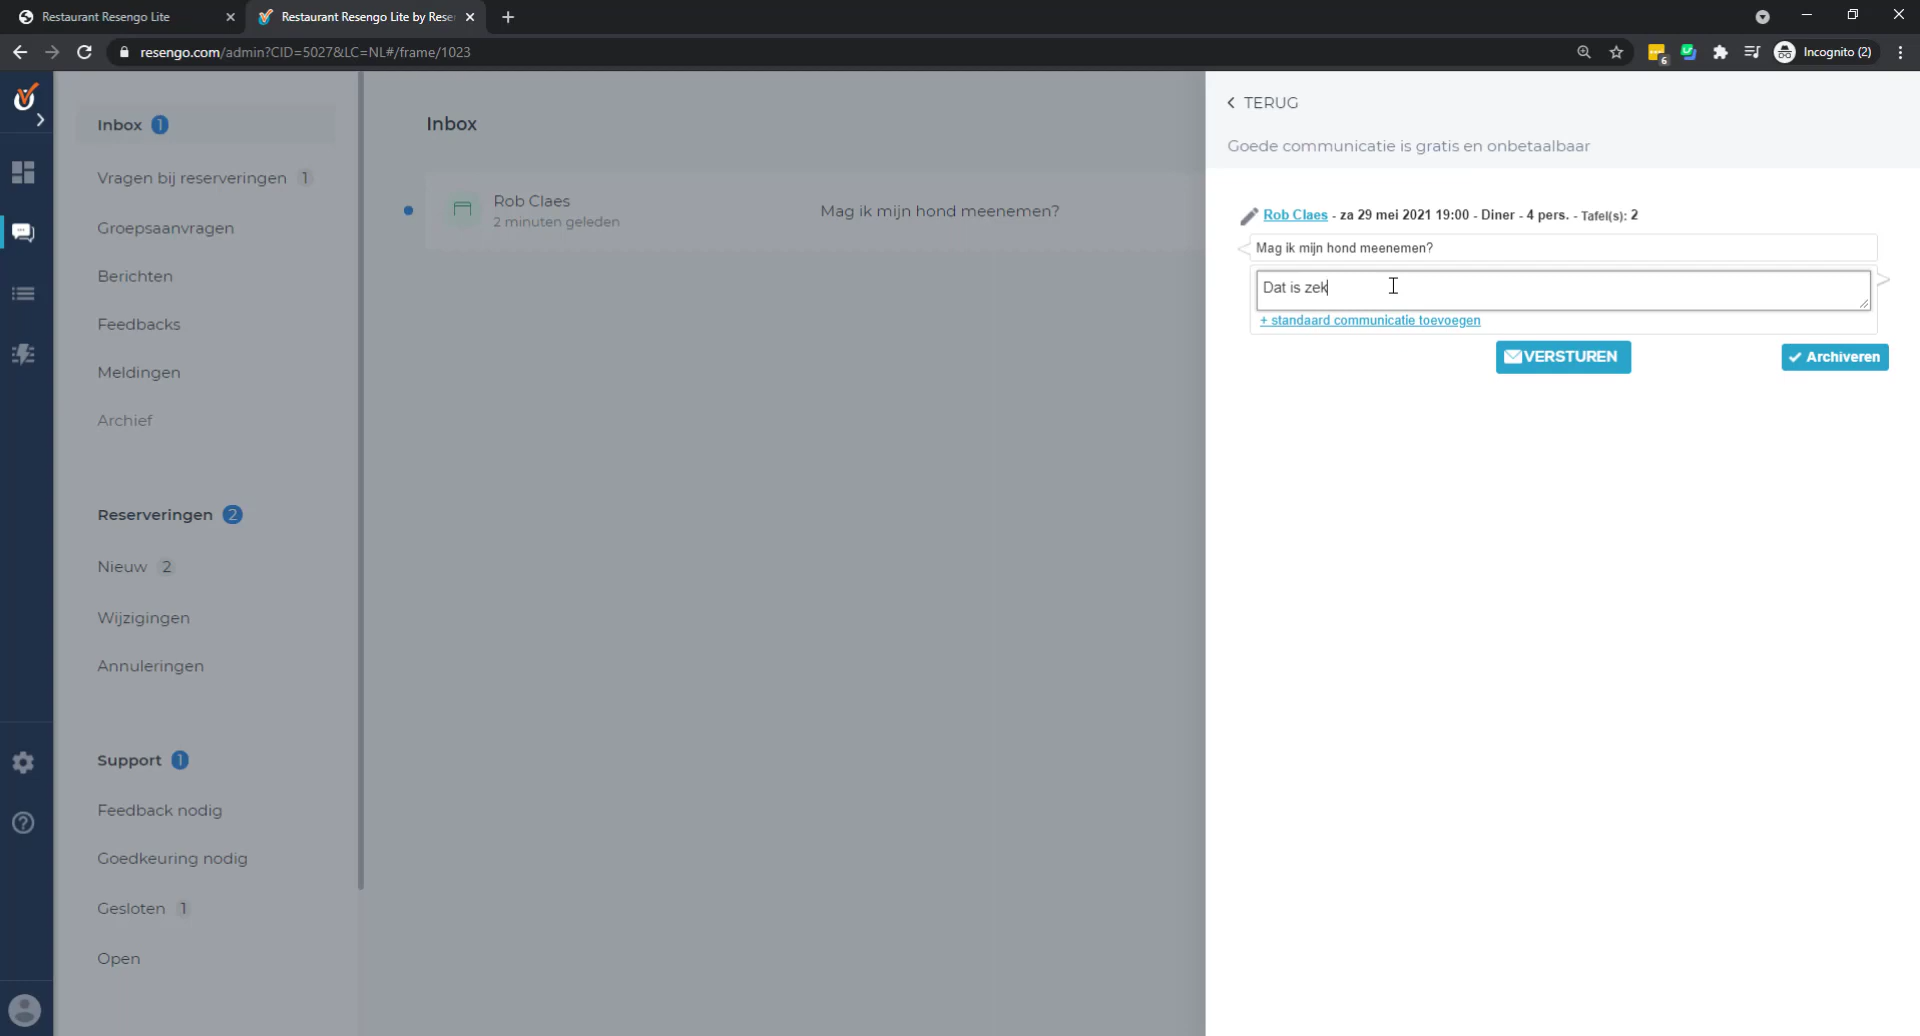 Restaurant Resengo Lite
Restaurant Resengo Lite by Rese
resengo.com/admin?CID=5027&LC=NL#/frame/1023
6
Incognito (2)
Inbox 1
Vragen bij reserveringen 1
Groepsaanvragen
Berichten
Feedbacks
Meldingen
Archief
Reserveringen 2
Nieuw 2
Wijzigingen
Annuleringen
Support 1
Feedback nodig
Goedkeuring nodig
Gesloten 1
Open
Inbox
Rob Claes
2 minuten geleden
Mag ik mijn hond meenemen?
TERUG
Goede communicatie is gratis en onbetaalbaar
Rob Claes - za 29 mei 2021 19:00 - Diner - 4 pers. - Tafel(s): 2
Mag ik mijn hond meenemen?
Dat is zek
+ standaard communicatie toevoegen
VERSTUREN
Archiveren